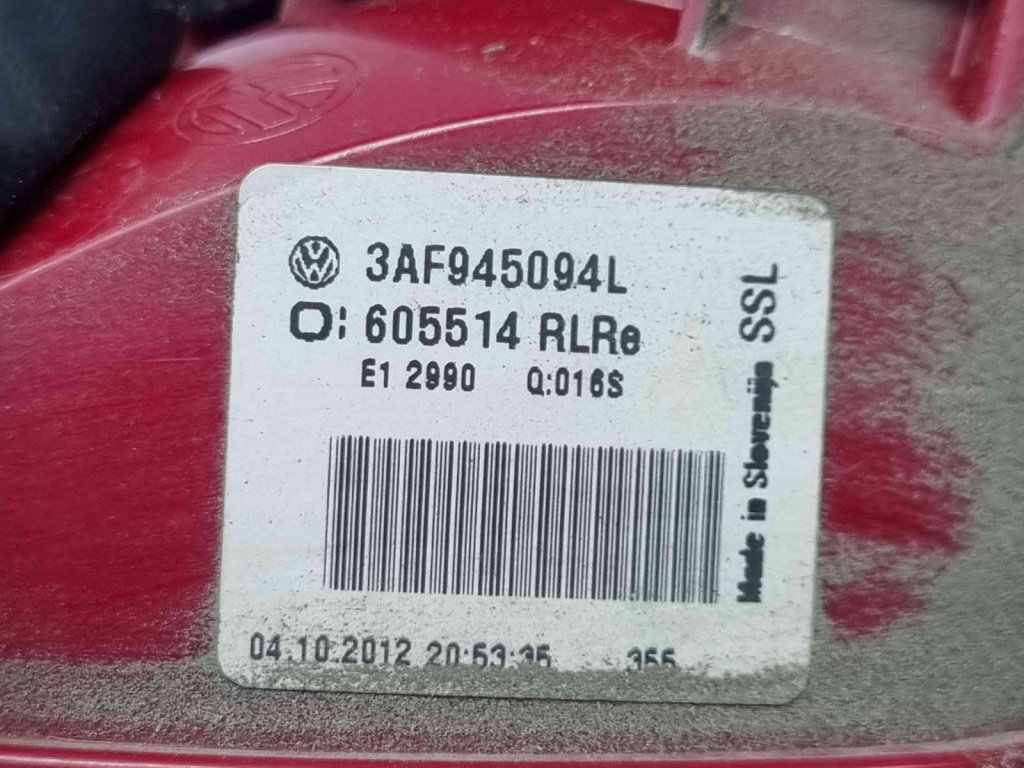 3AF945094L
O: 605514 RLRe
E1 2990 Q:016S
04.10.2012 20:53:35 355
Made in Slovenija SSL